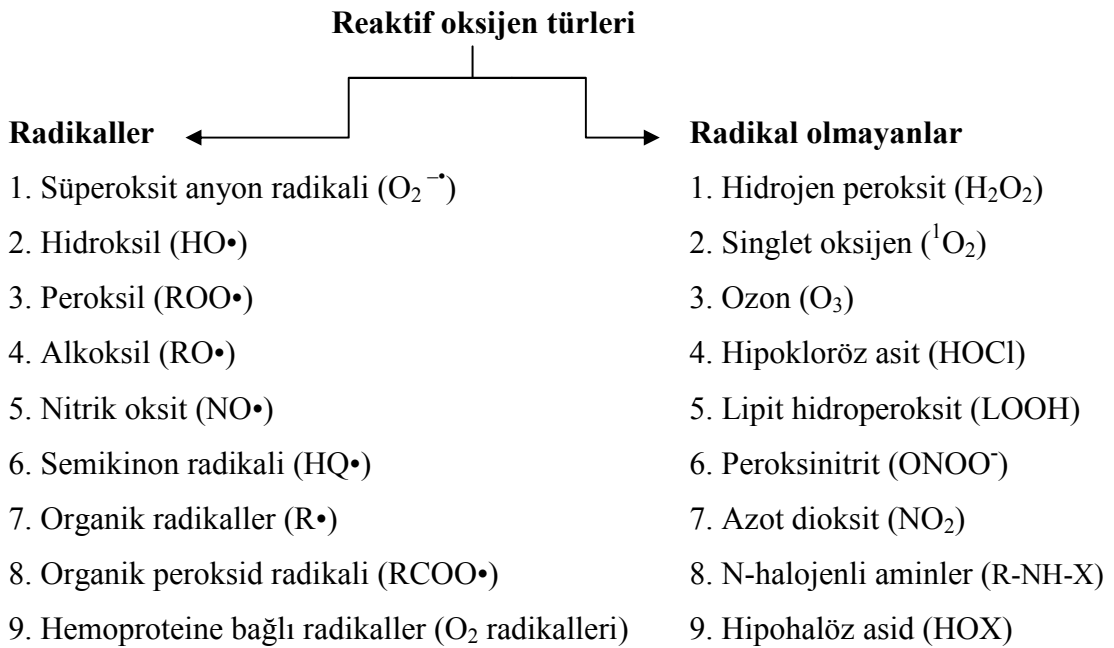 Reaktif oksijen türleri
Radikaller
1. Süperoksit anyon radikali (O₂⁻•)
2. Hidroksil (HO•)
3. Peroksil (ROO•)
4. Alkoksil (RO•)
5. Nitrik oksit (NO•)
6. Semikinon radikali (HQ•)
7. Organik radikaller (R•)
8. Organik peroksid radikali (RCOO•)
9. Hemoproteine bağlı radikaller (O₂ radikalleri)
Radikal olmayanlar
1. Hidrojen peroksit (H₂O₂)
2. Singlet oksijen (¹O₂)
3. Ozon (O₃)
4. Hipokloröz asit (HOCl)
5. Lipit hidroperoksit (LOOH)
6. Peroksinitrit (ONOO⁻)
7. Azot dioksit (NO₂)
8. N-halojenli aminler (R-NH-X)
9. Hipohalöz asid (HOX)